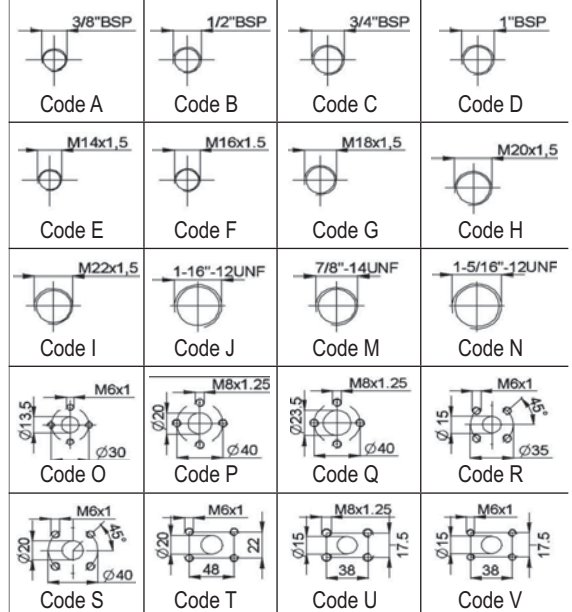 3/8"BSP
1/2"BSP
3/4"BSP
1"BSP
Code A
Code B
Code C
Code D
M14x1,5
M16x1.5
M18x1,5
M20x1,5
Code E
Code F
Code G
Code H
M22x1,5
1-16"-12UNF
7/8"-14UNF
1-5/16"-12UNF
Code I
Code J
Code M
Code N
M6x1
Ø13,5
Ø30
M8x1.25
Ø20
Ø40
M8x1.25
Ø23,5
Ø40
M6x1
45°
Ø 15
Ø35
Code O
Code P
Code Q
Code R
M6x1
45°
Ø20
Ø40
M6x1
Ø20
22
48
M8x1.25
Ø15
17.5
38
M6x1
Ø15
17.5
38
Code S
Code T
Code U
Code V